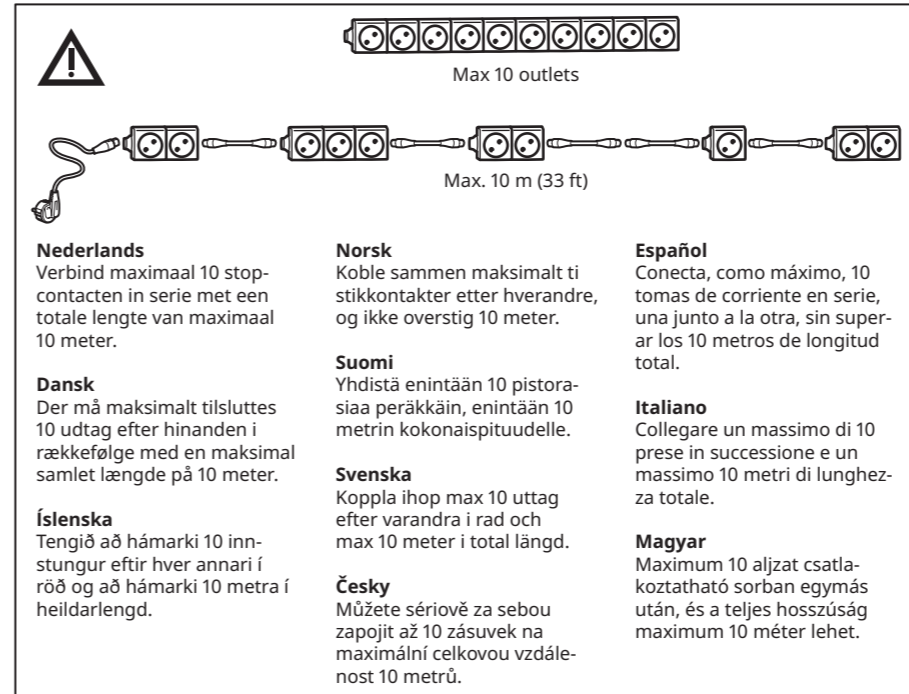 Max 10 outlets
Max. 10 m (33 ft)
Nederlands
Verbind maximaal 10 stop-
contacten in serie met een
totale lengte van maximaal
10 meter.
Dansk
Der må maksimalt tilsluttes
10 udtag efter hinanden i
rækkefølge med en maksimal
samlet længde på 10 meter.
Íslenska
Tengið að hámarki 10 inn-
stungur eftir hver annari í
röð og að hámarki 10 metra í
heildarlengd.
Norsk
Koble sammen maksimalt ti
stikkontakter etter hverandre,
og ikke overstig 10 meter.
Suomi
Yhdistä enintään 10 pistora-
siaa peräkkäin, enintään 10
metrin kokonaispituudelle.
Svenska
Koppla ihop max 10 uttag
efter varandra i rad och
max 10 meter i total längd.
Česky
Můžete sériově za sebou
zapojit až 10 zásuvek na
maximální celkovou vzdále-
nost 10 metrů.
Español
Conecta, como máximo, 10
tomas de corriente en serie,
una junto a la otra, sin super-
ar los 10 metros de longitud
total.
Italiano
Collegare un massimo di 10
prese in successione e un
massimo 10 metri di lunghez-
za totale.
Magyar
Maximum 10 aljzat csatla-
koztatható sorban egymás
után, és a teljes hosszúság
maximum 10 méter lehet.